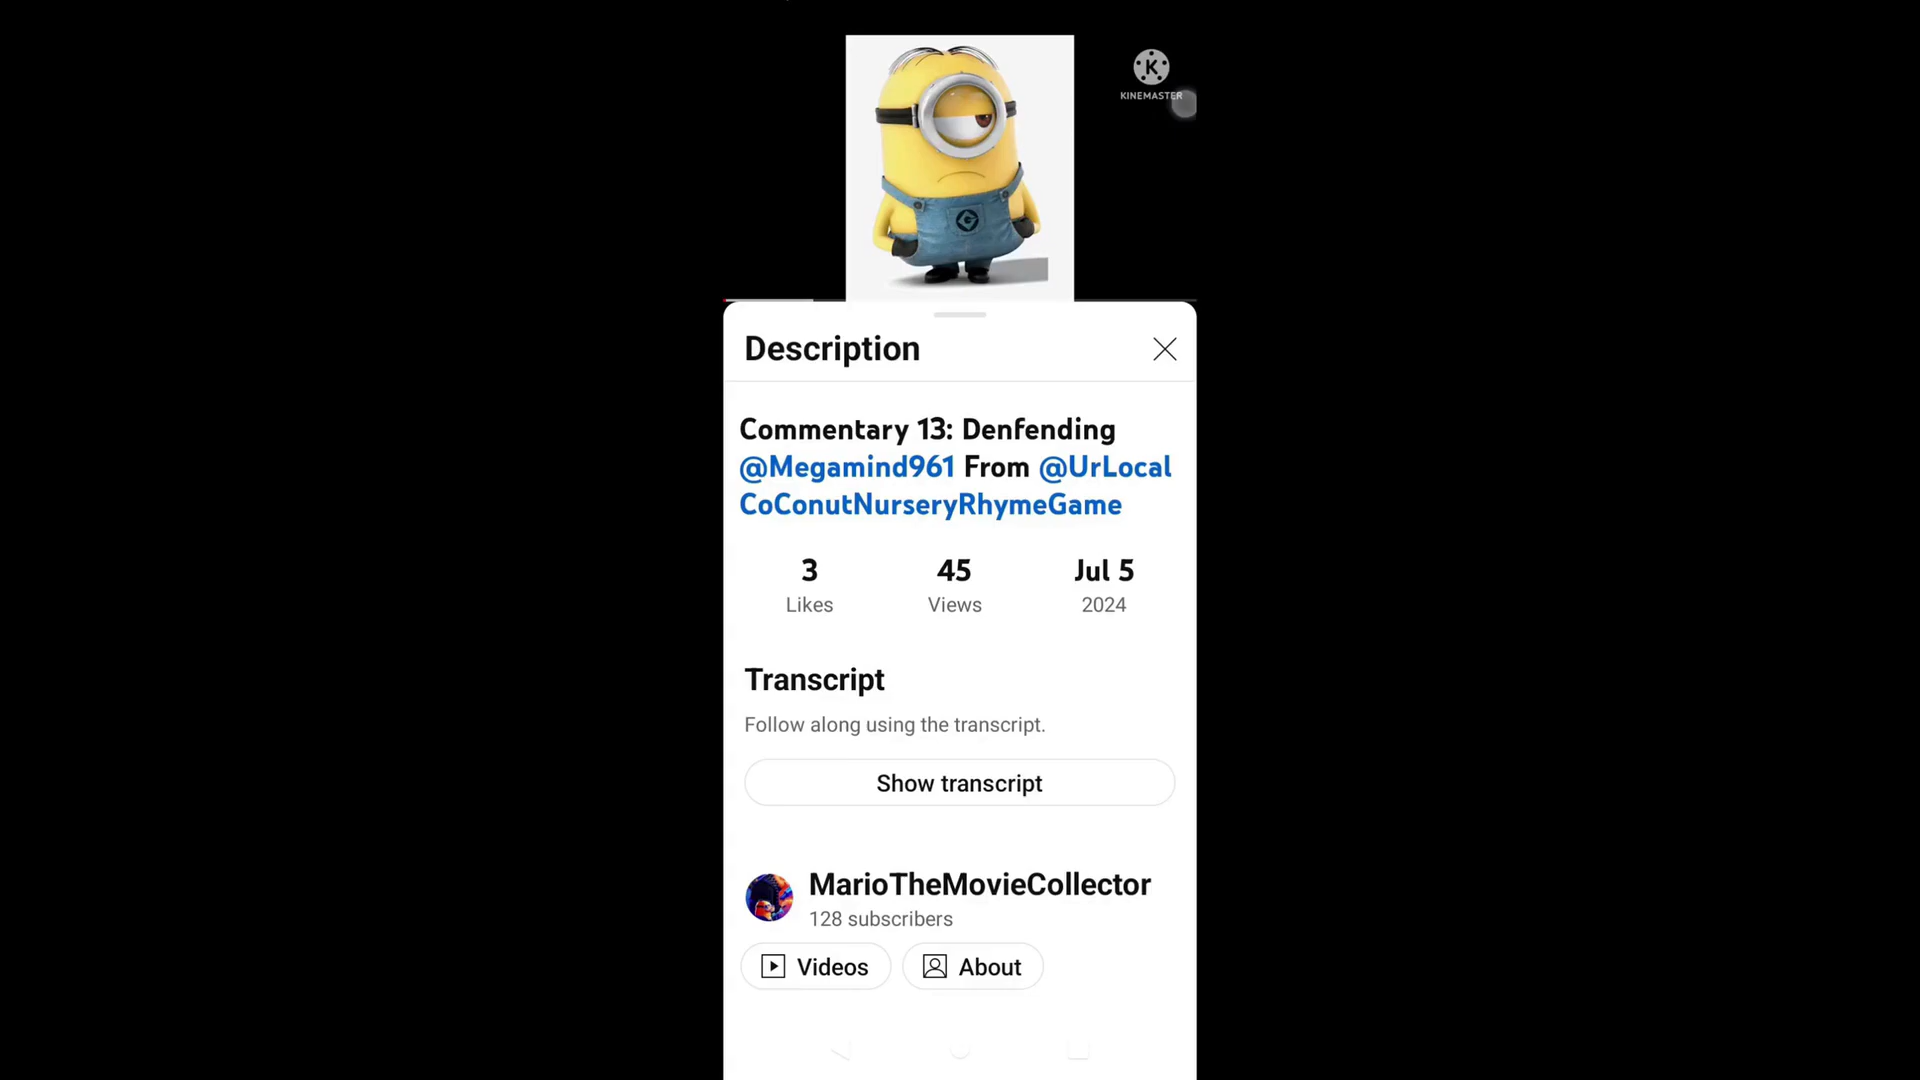 K
KINEMASTER
Description
Commentary 13: Denfending
@Megamind961 From @UrLocal
CoConutNurseryRhymeGame
3 45 Jul 5
Likes Views 2024
Transcript
Follow along using the transcript.
Show transcript
MarioTheMovieCollector
128 subscribers
Videos About